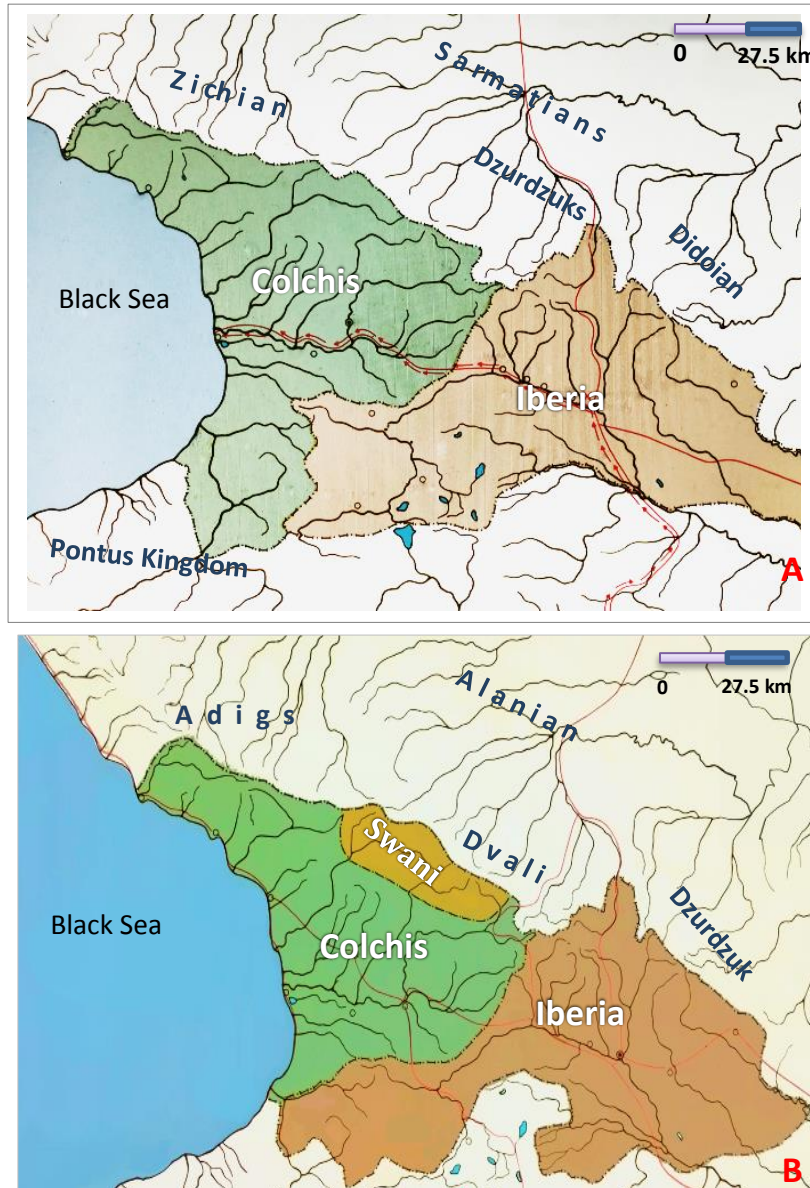 0 27.5 km
Zichian
Sarmatians
Dzurdzuks
Didoian
Colchis
Black Sea
Iberia
Pontus Kingdom
A
0 27.5 km
Alanian
Adigs
Swani
Dvali
Dzurdzuk
Black Sea
Colchis
Iberia
B